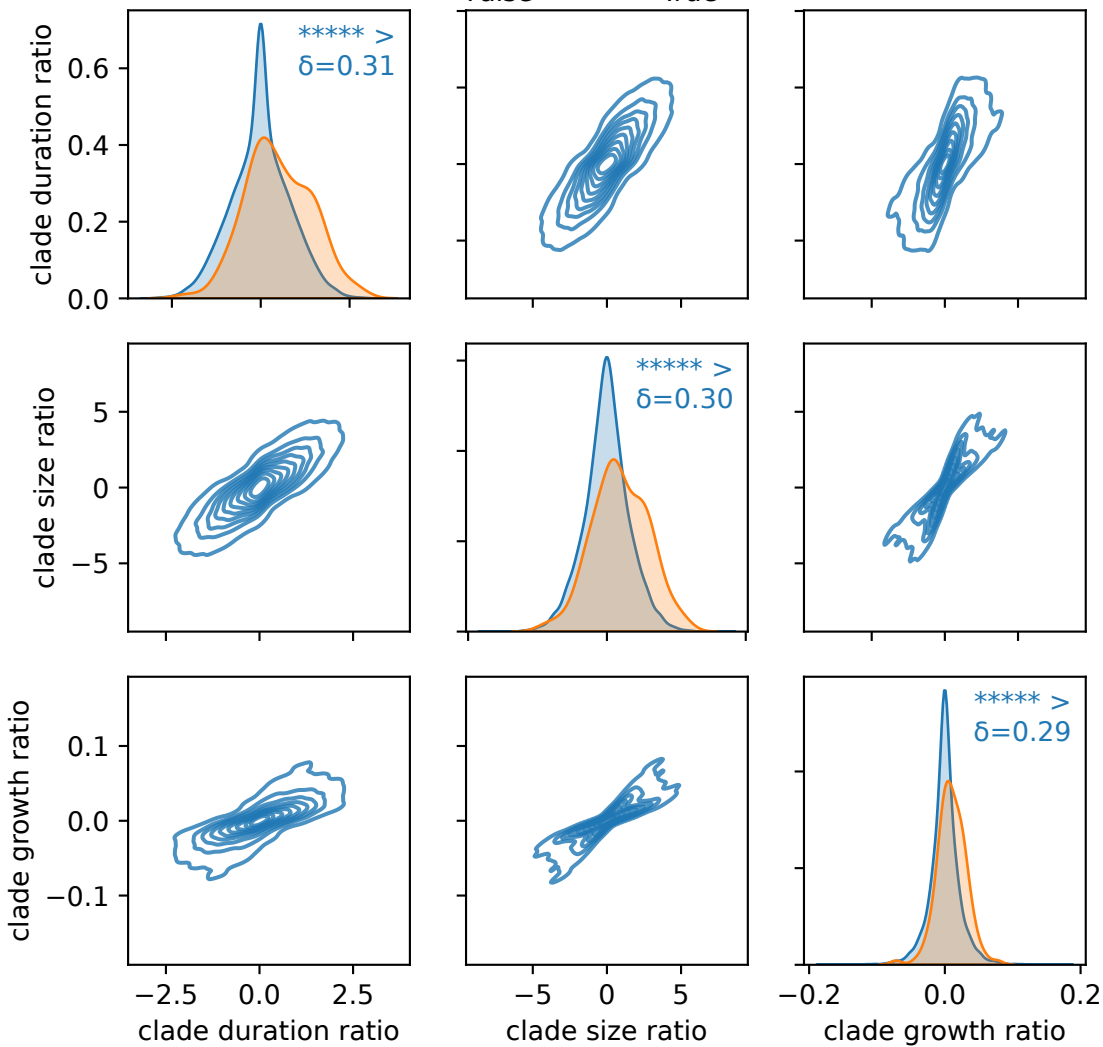 *****  >
δ=0.31
clade duration ratio
0.6
0.4
0.2
0.0
***** >
δ=0.30
clade size ratio
5
0
−5
***** >
δ=0.29
clade growth ratio
0.1
0.0
−0.1
−2.5 0.0 2.5
−5 0 5
−0.2 0.0 0.2
clade duration ratio
clade size ratio
clade growth ratio